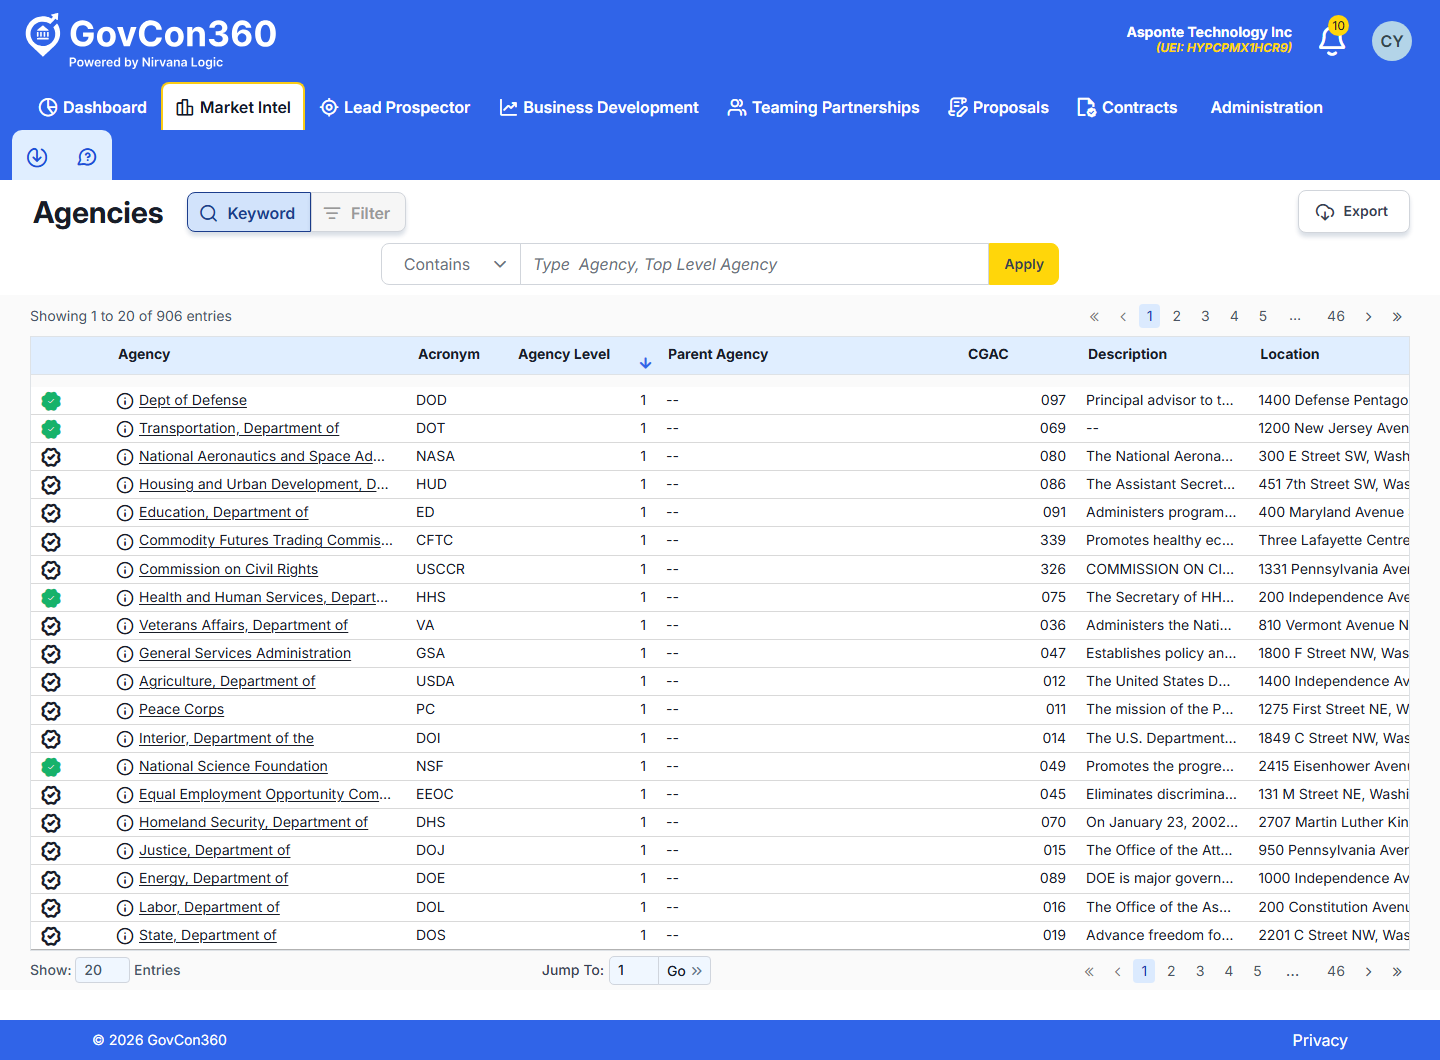 GovCon360
Powered by Nirvana Logic
Asponte Technology Inc
(UEI: HYPCPMX1HCR9)
10
CY
Dashboard Market Intel Lead Prospector Business Development Teaming Partnerships Proposals Contracts Administration
Agencies Keyword Filter Export
Contains Type Agency, Top Level Agency Apply
Showing 1 to 20 of 906 entries « ‹ 1 2 3 4 5 ... 46 › »
Agency Acronym Agency Level Parent Agency CGAC Description Location
Dept of Defense DOD 1 -- 097 Principal advisor to t... 1400 Defense Pentago
Transportation, Department of DOT 1 -- 069 -- 1200 New Jersey Aven
National Aeronautics and Space Ad... NASA 1 -- 080 The National Aerona... 300 E Street SW, Wash
Housing and Urban Development, D... HUD 1 -- 086 The Assistant Secret... 451 7th Street SW, Was
Education, Department of ED 1 -- 091 Administers program... 400 Maryland Avenue
Commodity Futures Trading Commis... CFTC 1 -- 339 Promotes healthy ec... Three Lafayette Centre
Commission on Civil Rights USCCR 1 -- 326 COMMISSION ON CI... 1331 Pennsylvania Aven
Health and Human Services, Depart... HHS 1 -- 075 The Secretary of HH... 200 Independence Ave
Veterans Affairs, Department of VA 1 -- 036 Administers the Nati... 810 Vermont Avenue N
General Services Administration GSA 1 -- 047 Establishes policy an... 1800 F Street NW, Was
Agriculture, Department of USDA 1 -- 012 The United States D... 1400 Independence Av
Peace Corps PC 1 -- 011 The mission of the P... 1275 First Street NE, W
Interior, Department of the DOI 1 -- 014 The U.S. Department... 1849 C Street NW, Was
National Science Foundation NSF 1 -- 049 Promotes the progre... 2415 Eisenhower Avenu
Equal Employment Opportunity Com... EEOC 1 -- 045 Eliminates discrimina... 131 M Street NE, Washi
Homeland Security, Department of DHS 1 -- 070 On January 23, 2002... 2707 Martin Luther Kin
Justice, Department of DOJ 1 -- 015 The Office of the Att... 950 Pennsylvania Aven
Energy, Department of DOE 1 -- 089 DOE is major govern... 1000 Independence Av
Labor, Department of DOL 1 -- 016 The Office of the As... 200 Constitution Avenu
State, Department of DOS 1 -- 019 Advance freedom fo... 2201 C Street NW, Was
Show: 20 Entries Jump To: 1 Go » « ‹ 1 2 3 4 5 ... 46 › »
© 2026 GovCon360 Privacy